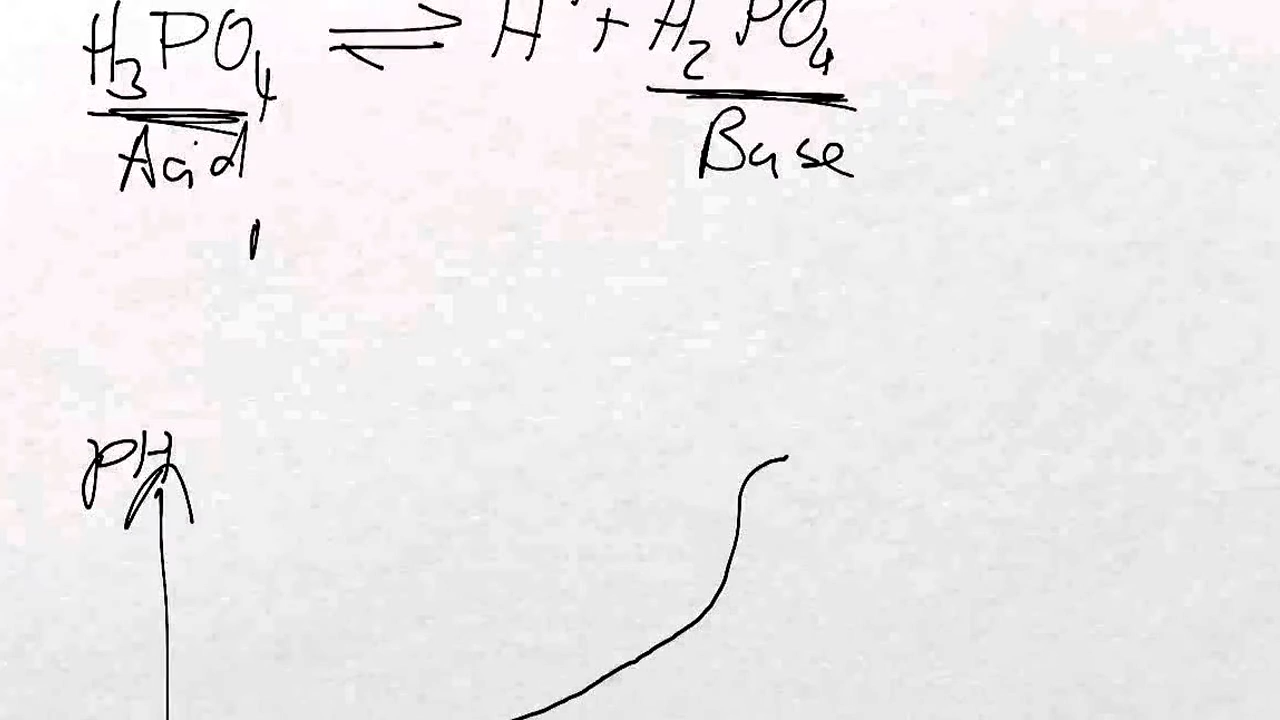 H₃PO₄ ⇌ H⁺ + H₂PO₄
Acid Base
pH